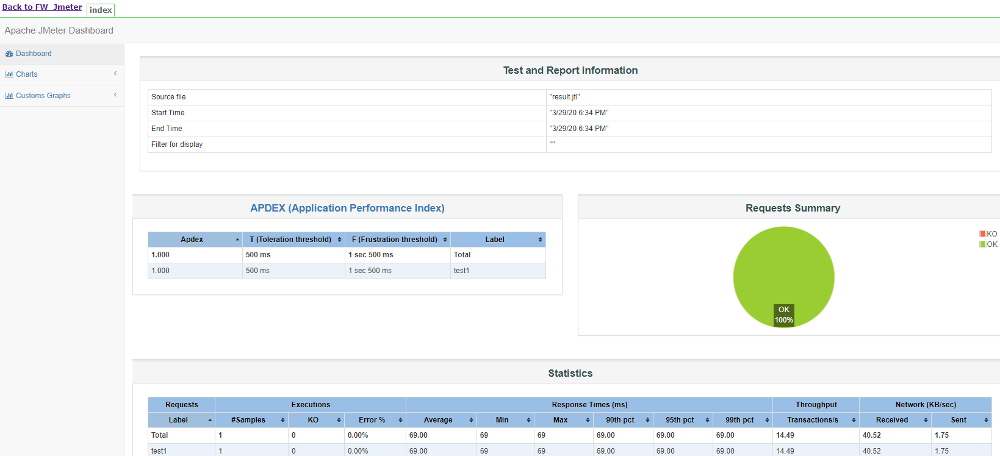 Back to FW_Jmeter index
Apache JMeter Dashboard
Dashboard
Charts
Customs Graphs
Test and Report information
Source file "result.jtl"
Start Time "3/29/20 6:34 PM"
End Time "3/29/20 6:34 PM"
Filter for display ""
APDEX (Application Performance Index)
Apdex T (Toleration threshold) F (Frustration threshold) Label
1.000 500 ms 1 sec 500 ms Total
1.000 500 ms 1 sec 500 ms test1
Requests Summary
KO
OK
OK
100%
Statistics
Requests Executions Response Times (ms) Throughput Network (KB/sec)
Label #Samples KO Error % Average Min Max 90th pct 95th pct 99th pct Transactions/s Received Sent
Total 1 0 0.00% 69.00 69 69 69.00 69.00 69.00 14.49 40.52 1.75
test1 1 0 0.00% 69.00 69 69 69.00 69.00 69.00 14.49 40.52 1.75